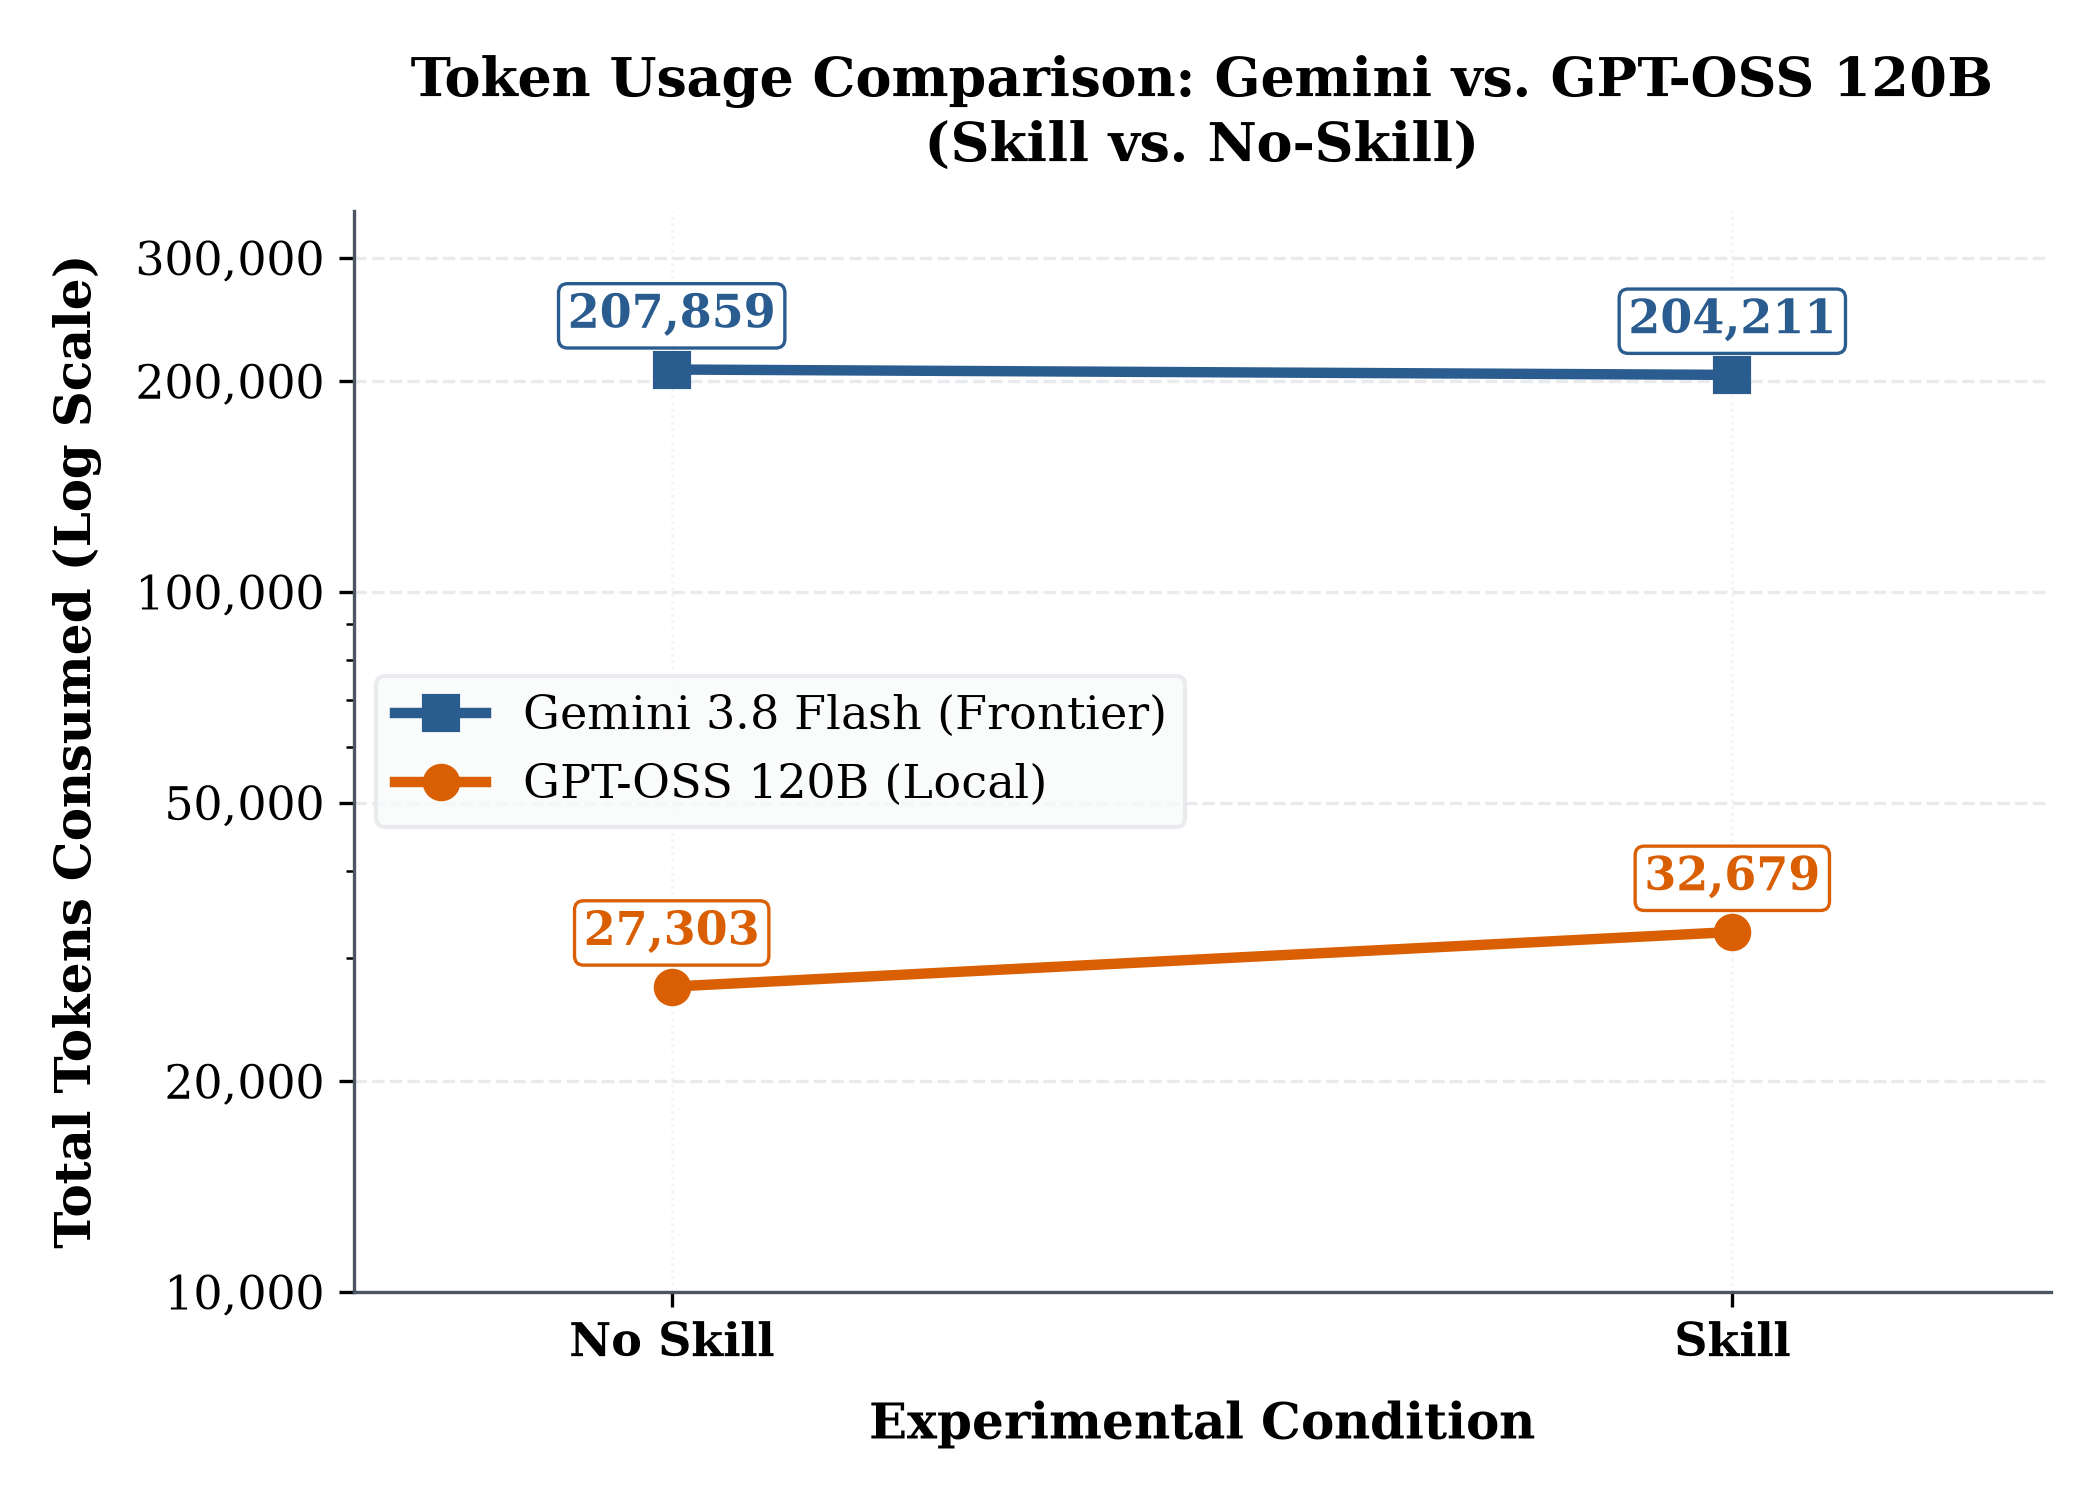 Token Usage Comparison: Gemini vs. GPT-OSS 120B
(Skill vs. No-Skill)
Total Tokens Consumed (Log Scale)
300,000
200,000
100,000
50,000
20,000
10,000
207,859
204,211
Gemini 3.8 Flash (Frontier)
GPT-OSS 120B (Local)
27,303
32,679
No Skill
Skill
Experimental Condition